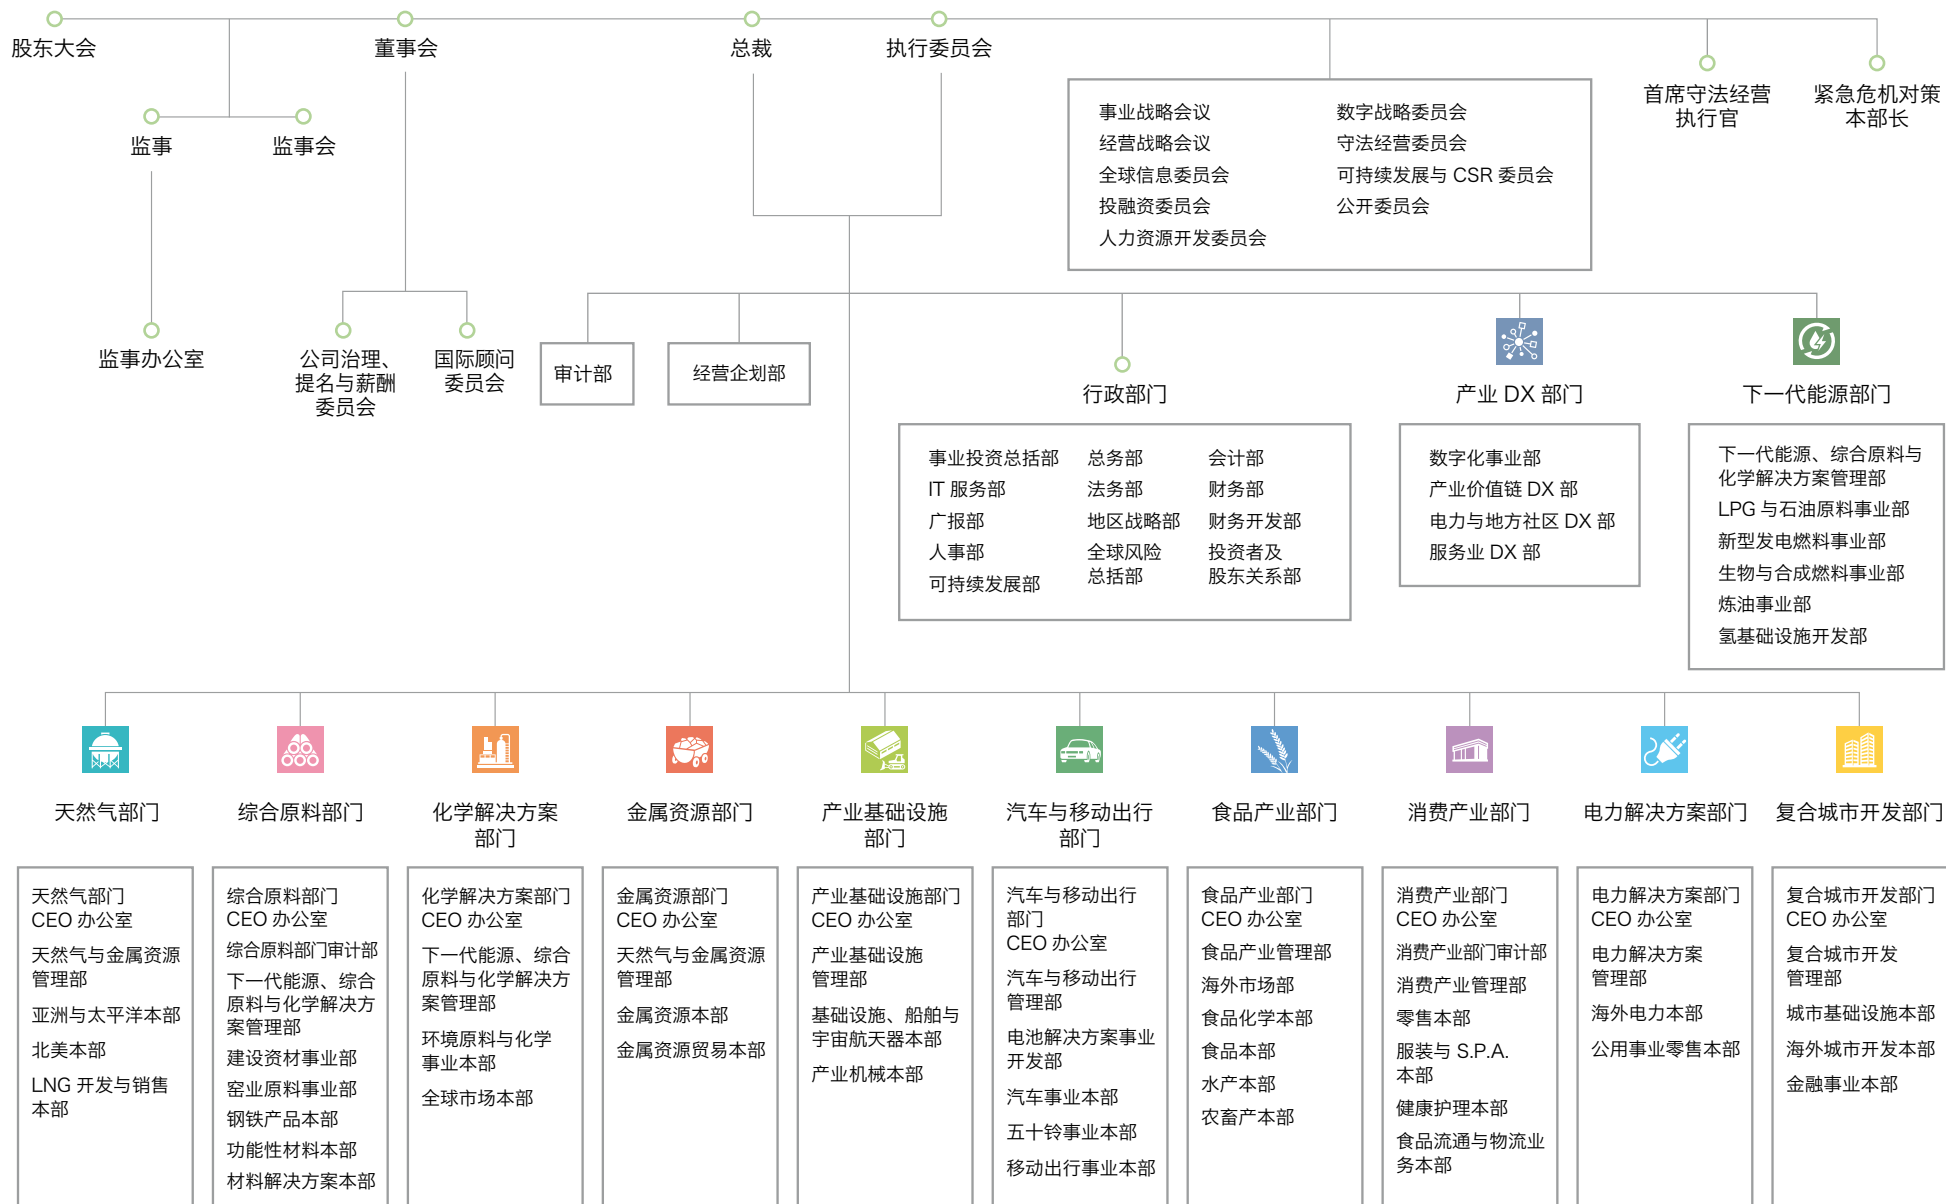 股东大会
董事会
总裁
执行委员会
监事
监事会
事业战略会议
经营战略会议
全球信息委员会
投融资委员会
人力资源开发委员会
数字战略委员会
守法经营委员会
可持续发展与 CSR 委员会
公开委员会
首席守法经营
执行官
紧急危机对策
本部长
监事办公室
公司治理、
提名与薪酬
委员会
国际顾问
委员会
审计部
经营企划部
行政部门
事业投资总括部
IT 服务部
广报部
人事部
可持续发展部
总务部
法务部
地区战略部
全球风险
总括部
会计部
财务部
财务开发部
投资者及
股东关系部
产业 DX 部门
数字化事业部
产业价值链 DX 部
电力与地方社区 DX 部
服务业 DX 部
下一代能源部门
下一代能源、综合原料与
化学解决方案管理部
LPG 与石油原料事业部
新型发电燃料事业部
生物与合成燃料事业部
炼油事业部
氢基础设施开发部
天然气部门
天然气部门
CEO 办公室
天然气与金属资源
管理部
亚洲与太平洋本部
北美本部
LNG 开发与销售
本部
综合原料部门
综合原料部门
CEO 办公室
综合原料部门审计部
下一代能源、综合
原料与化学解决方
案管理部
建设资材事业部
窑业原料事业部
钢铁产品本部
功能性材料本部
材料解决方案本部
化学解决方案
部门
化学解决方案部门
CEO 办公室
下一代能源、综合
原料与化学解决方
案管理部
环境原料与化学
事业本部
全球市场本部
金属资源部门
金属资源部门
CEO 办公室
天然气与金属资源
管理部
金属资源本部
金属资源贸易本部
产业基础设施
部门
产业基础设施部门
CEO 办公室
产业基础设施
管理部
基础设施、船舶与
宇宙航天器本部
产业机械本部
汽车与移动出行
部门
汽车与移动出行
部门
CEO 办公室
汽车与移动出行
管理部
电池解决方案事业
开发部
汽车事业本部
五十铃事业本部
移动出行事业本部
食品产业部门
食品产业部门
CEO 办公室
食品产业管理部
海外市场部
食品化学本部
食品本部
水产本部
农畜产本部
消费产业部门
消费产业部门
CEO 办公室
消费产业部门审计部
消费产业管理部
零售本部
服装与 S.P.A.
本部
健康护理本部
食品流通与物流业
务本部
电力解决方案部门
电力解决方案部门
CEO 办公室
电力解决方案
管理部
海外电力本部
公用事业零售本部
复合城市开发部门
复合城市开发部门
CEO 办公室
复合城市开发
管理部
城市基础设施本部
海外城市开发本部
金融事业本部